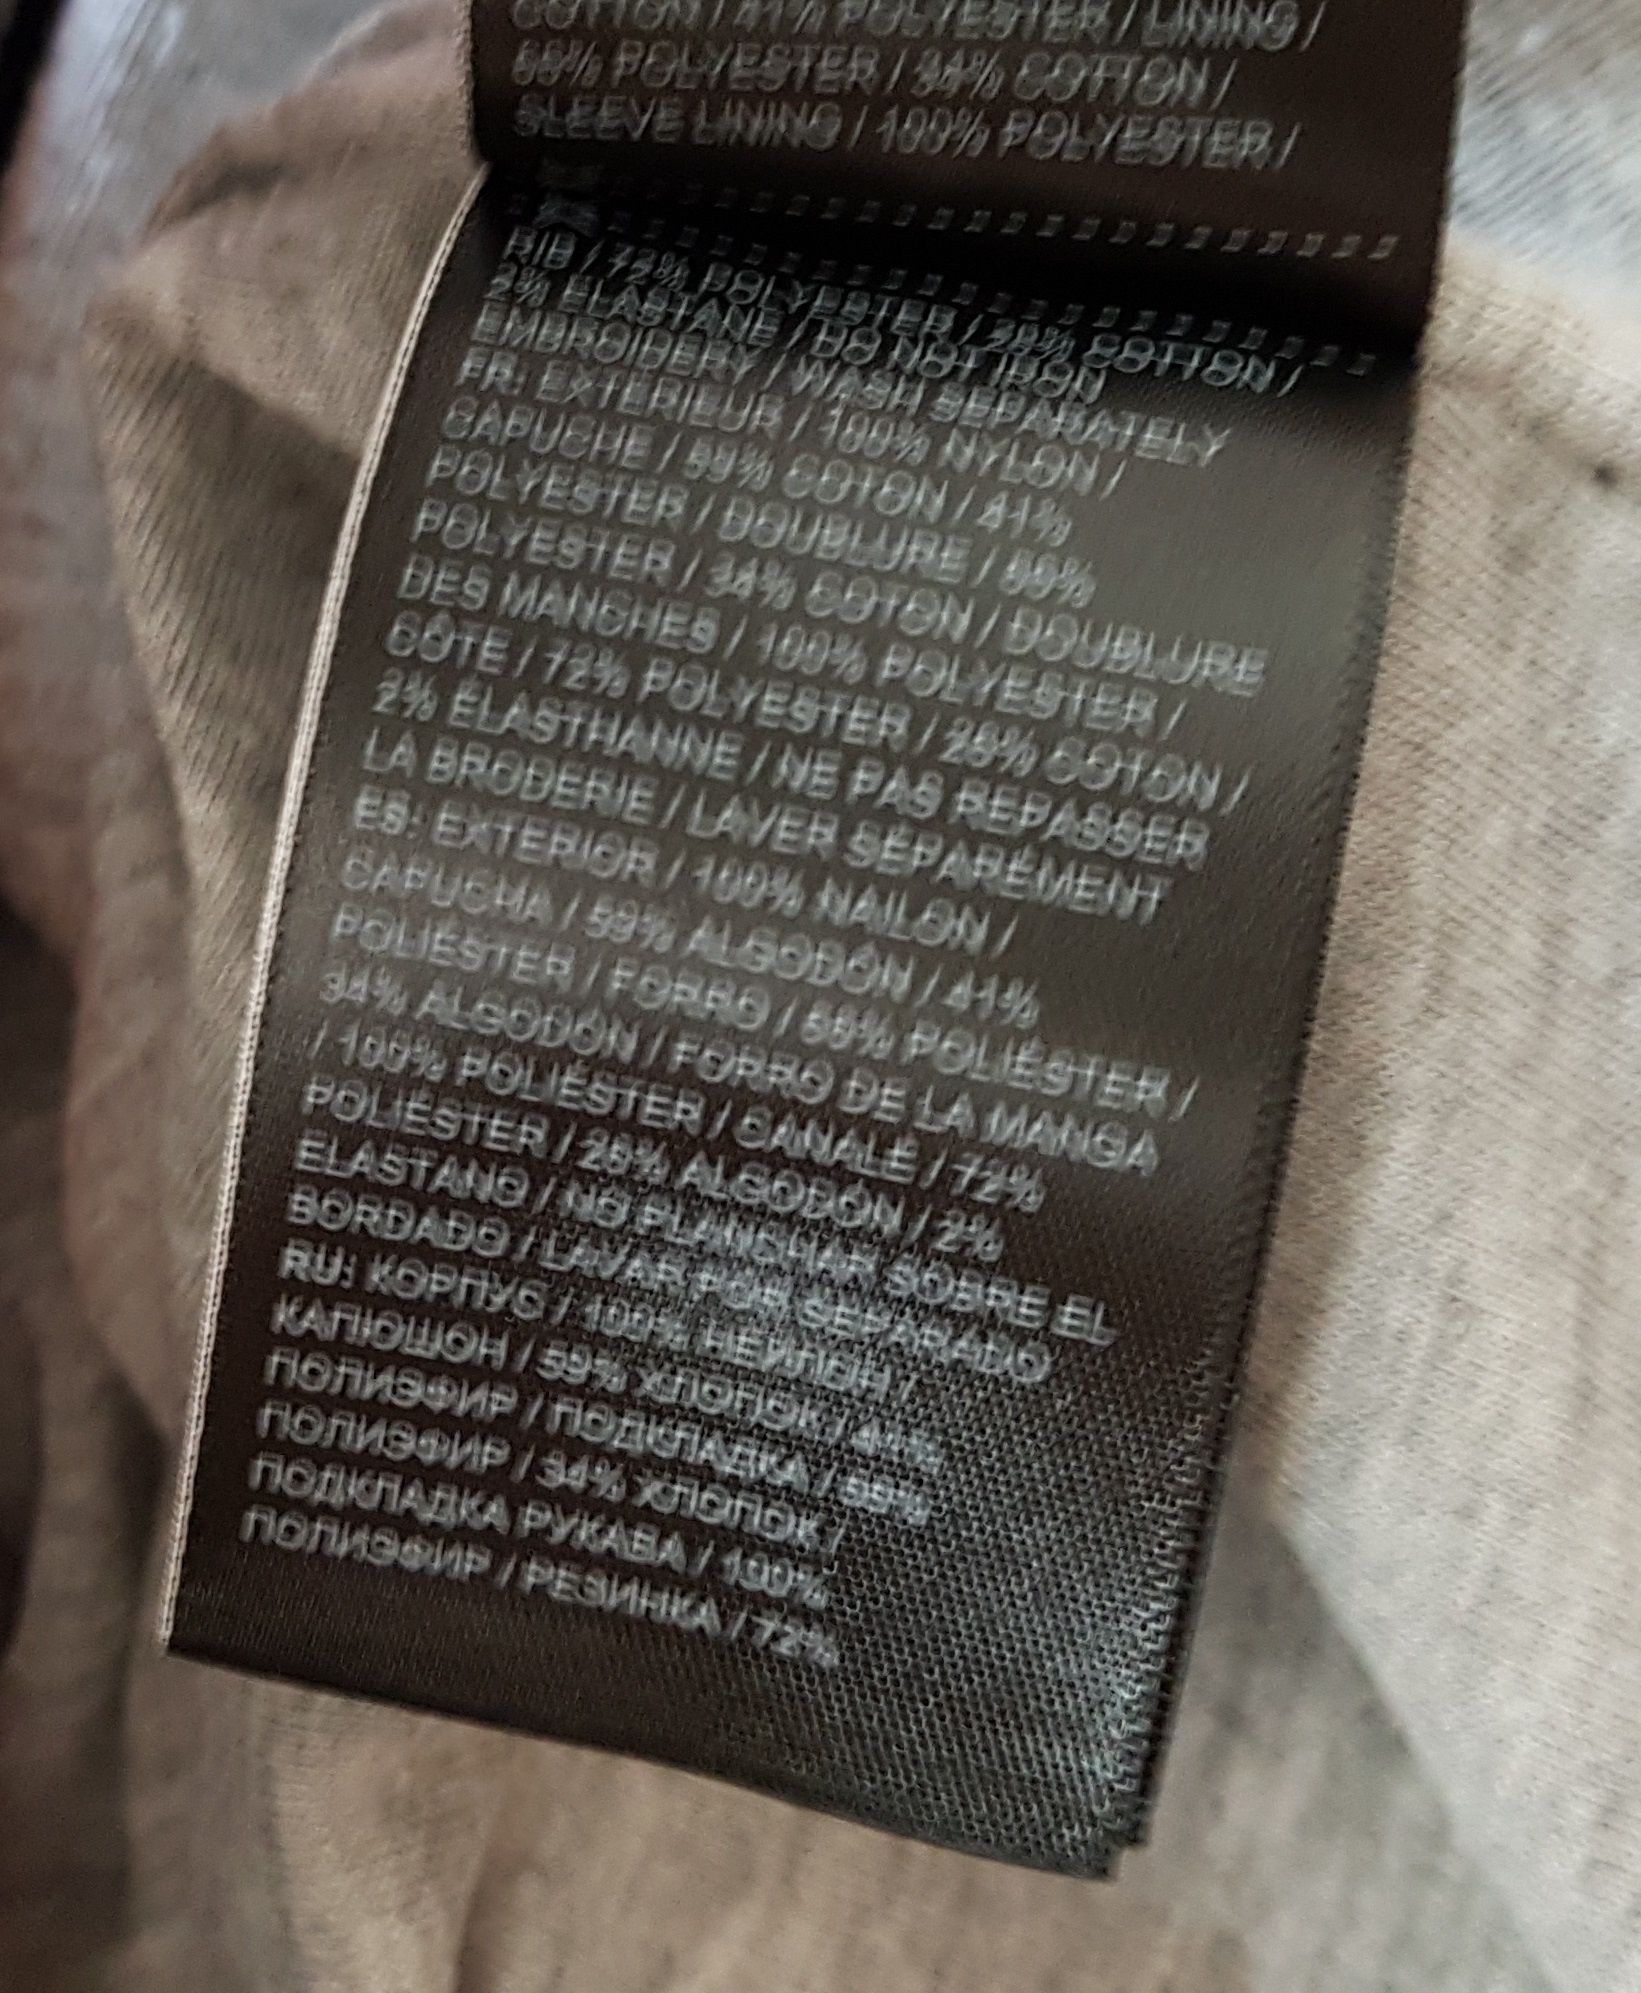 COTTON / 41% POLYESTER / LINING /
66% POLYESTER / 34% COTTON /
SLEEVE LINING / 100% POLYESTER /
RIB / 72% POLYESTER / 26% COTTON /
2% ELASTANE / DO NOT IRON
EMBROIDERY / WASH SEPARATELY
FR: EXTERIEUR / 100% NYLON /
CAPUCHE / 59% COTON / 41%
POLYESTER / DOUBLURE / 66%
POLYESTER / 34% COTON / DOUBLURE
DES MANCHES / 100% POLYESTER /
CÔTE / 72% POLYESTER / 26% COTON /
2% ÉLASTHANNE / NE PAS REPASSER
LA BRODERIE / LAVER SÉPARÉMENT
ES: EXTERIOR / 100% NAILON /
CAPUCHA / 59% ALGODÓN / 41%
POLIÉSTER / FORRO / 66% POLIÉSTER /
34% ALGODÓN / FORRO DE LA MANGA
/ 100% POLIÉSTER / CANALÉ / 72%
POLIÉSTER / 26% ALGODÓN / 2%
ELASTANO / NO PLANCHAR SOBRE EL
BORDADO / LAVAR POR SEPARADO
RU: КОРПУС / 100% НЕЙЛОН /
КАПЮШОН / 59% ХЛОПОК / 41%
ПОЛИЭФИР / ПОДКЛАДКА / 66%
ПОЛИЭФИР / 34% ХЛОПОК /
ПОДКЛАДКА РУКАВА / 100%
ПОЛИЭФИР / РЕЗИНКА / 72%